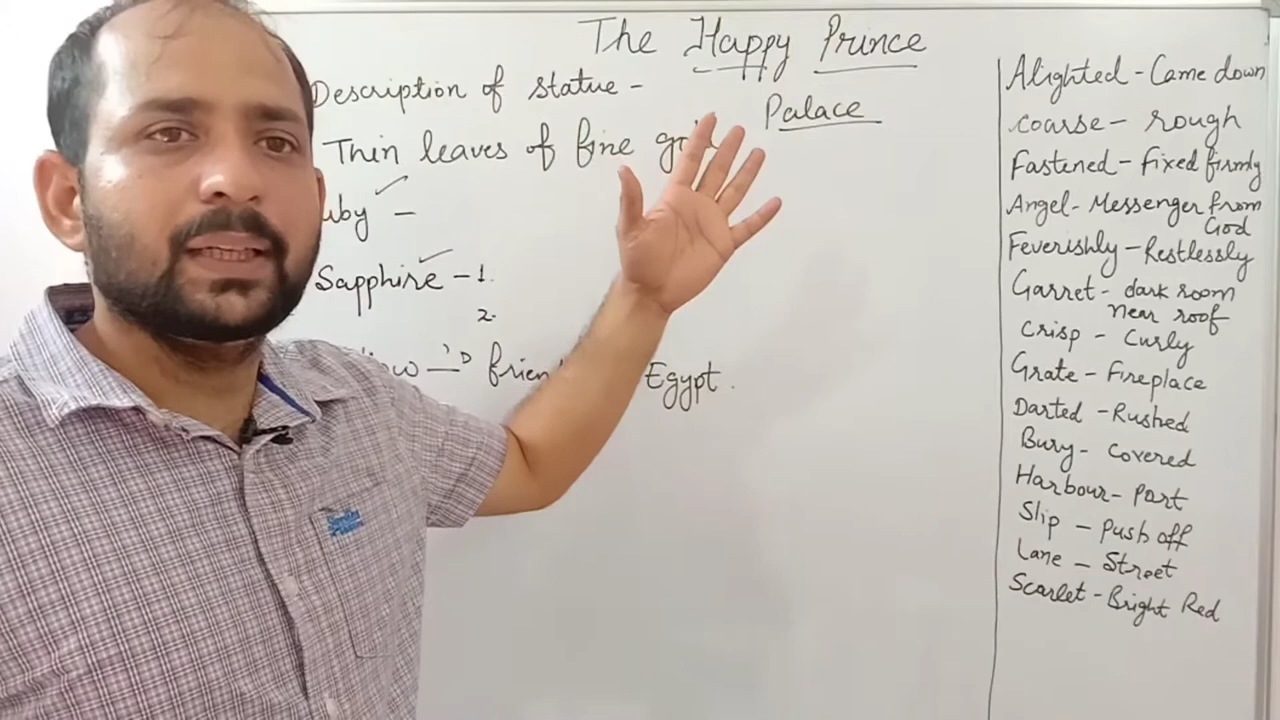 The Happy Prince
Description of statue -
Palace
Thin leaves of fine
uby -
Sapphire - 1.
2.
Egypt.
Alighted - Came down
coarse - rough
Fastened - Fixed firmly
Angel - Messenger from
God
Feverishly - Restlessly
Garret - dark room
near roof
Crisp - Curly
Grate - Fireplace
Darted - Rushed
Bury - Covered
Harbour - Port
Slip - Push off
Lane - Street
Scarlet - Bright Red